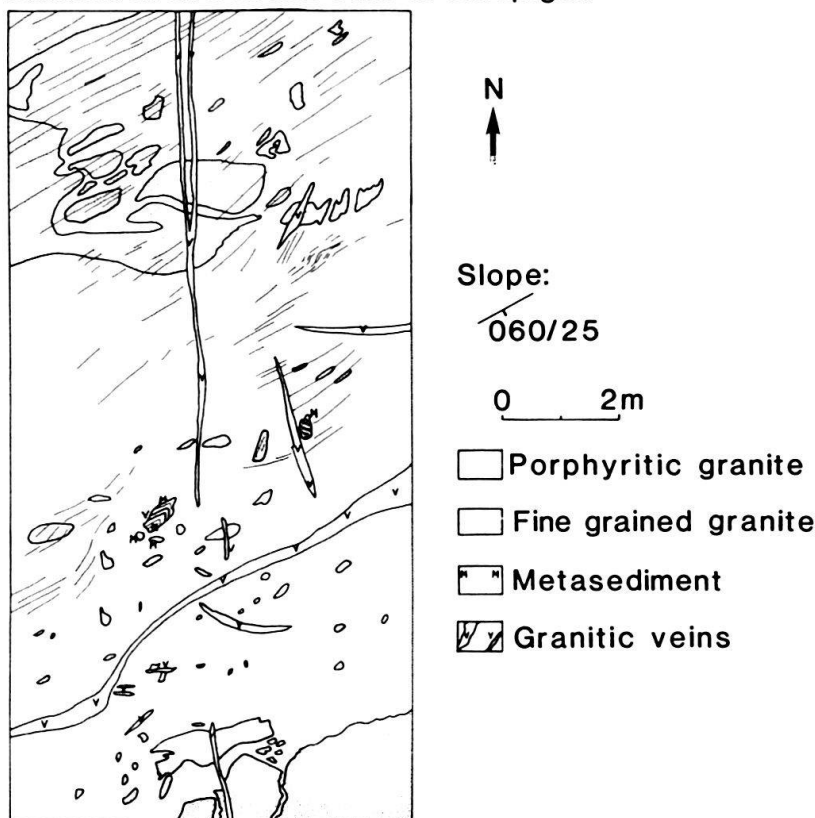 N
Slope:
060/25
0 2m
Porphyritic granite
Fine grained granite
M M Metasediment
V V Granitic veins